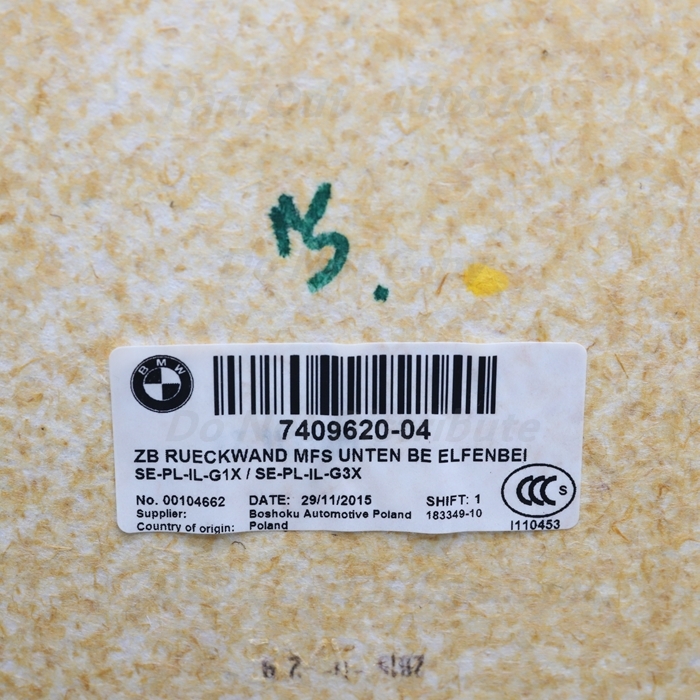 BMW
7409620-04
ZB RUECKWAND MFS UNTEN BE ELFENBEI
SE-PL-IL-G1X / SE-PL-IL-G3X
No. 00104662 DATE: 29/11/2015 SHIFT: 1
Supplier: Boshoku Automotive Poland 183349-10
Country of origin: Poland
CCC S
I110453